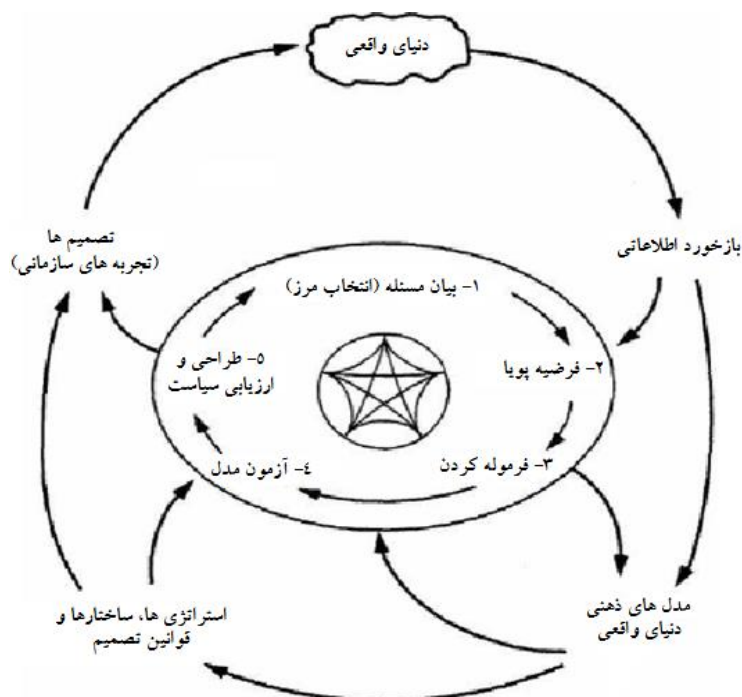 دنیای واقعی
بازخورد اطلاعاتی
تصمیم ها
(تجربه های سازمانی)
۱- بیان مسئله (انتخاب مرز)
۲- فرضیه پویا
۳- فرموله کردن
۴- آزمون مدل
۵- طراحی و
ارزیابی سیاست
مدل های ذهنی
دنیای واقعی
استراتژی ها، ساختارها و
قوانین تصمیم